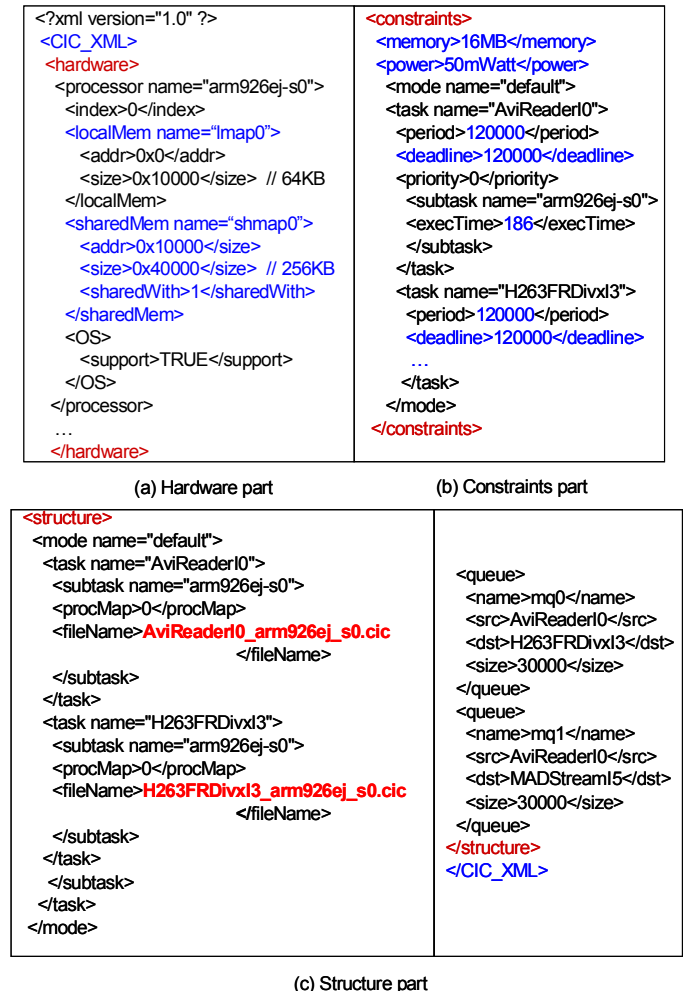 <?xml version="1.0" ?>
<CIC_XML>
<hardware>
<processor name="arm926ej-s0">
<index>0</index>
<localMem name=“lmap0”>
<addr>0x0</addr>
<size>0x10000</size> // 64KB
</localMem>
<sharedMem name=“shmap0”>
<addr>0x10000</size>
<size>0x40000</size> // 256KB
<sharedWith>1</sharedWith>
</sharedMem>
<OS>
<support>TRUE</support>
</OS>
</processor>
…
</hardware>
(a) Hardware part
<constraints>
<memory>16MB</memory>
<power>50mWatt</power>
<mode name="default">
<task name="AviReaderI0">
<period>120000</period>
<deadline>120000</deadline>
<priority>0</priority>
<subtask name="arm926ej-s0">
<execTime>186</execTime>
</subtask>
</task>
<task name="H263FRDivxI3">
<period>120000</period>
<deadline>120000</deadline>
…
</task>
</mode>
</constraints>
(b) Constraints part
<structure>
<mode name="default">
<task name="AviReaderI0">
<subtask name="arm926ej-s0">
<procMap>0</procMap>
<fileName>AviReaderI0_arm926ej_s0.cic
</fileName>
</subtask>
</task>
<task name="H263FRDivxI3">
<subtask name="arm926ej-s0">
<procMap>0</procMap>
<fileName>H263FRDivxI3_arm926ej_s0.cic
</fileName>
</subtask>
</task>
</subtask>
</task>
</mode>
<queue>
<name>mq0</name>
<src>AviReaderI0</src>
<dst>H263FRDivxI3</dst>
<size>30000</size>
</queue>
<queue>
<name>mq1</name>
<src>AviReaderI0</src>
<dst>MADStreamI5</dst>
<size>30000</size>
</queue>
</structure>
</CIC_XML>
(c) Structure part